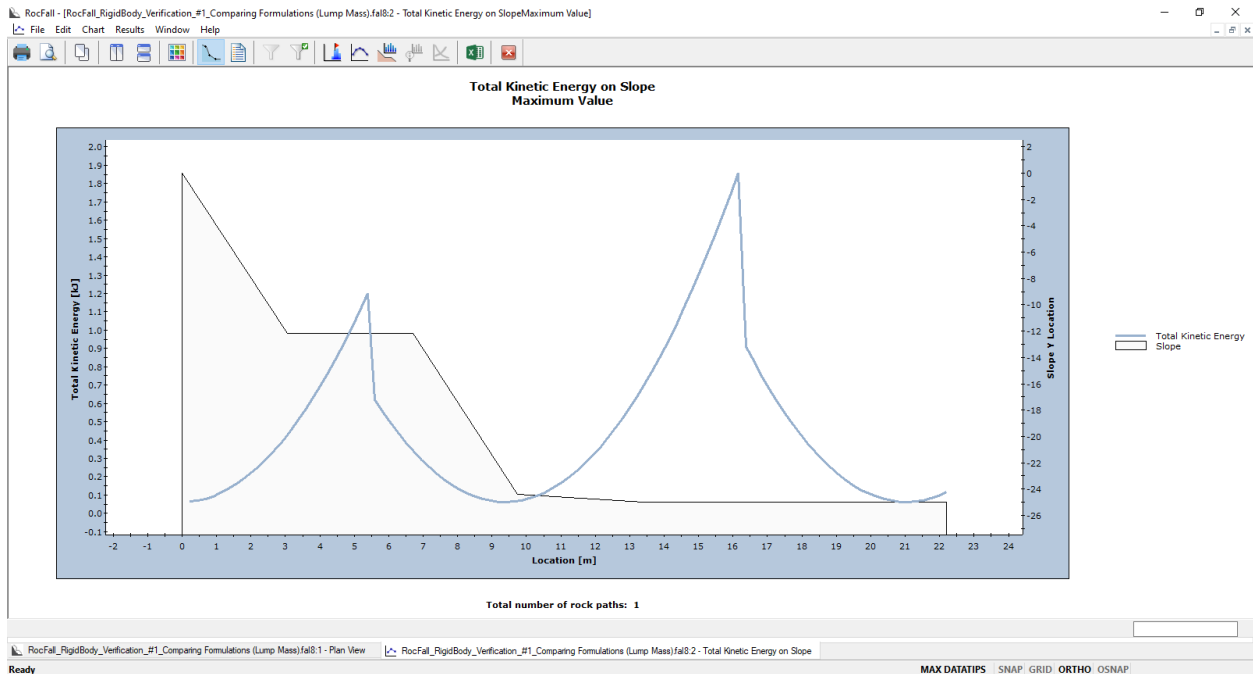 RocFall - [RocFall_RigidBody_Verification_#1_Comparing Formulations (Lump Mass).fal8:2 - Total Kinetic Energy on SlopeMaximum Value]
File Edit Chart Results Window Help
Total Kinetic Energy on Slope
Maximum Value
Total Kinetic Energy [kJ]
2.0
1.9
1.8
1.7
1.6
1.5
1.4
1.3
1.2
1.1
1.0
0.9
0.8
0.7
0.6
0.5
0.4
0.3
0.2
0.1
0.0
-0.1
2
0
-2
-4
-6
-8
-10
-12
-14
-16
-18
-20
-22
-24
-26
Slope Y Location
-2 -1 0 1 2 3 4 5 6 7 8 9 10 11 12 13 14 15 16 17 18 19 20 21 22 23 24
Location [m]
Total Kinetic Energy
Slope
Total number of rock paths: 1
RocFall_RigidBody_Verification_#1_Comparing Formulations (Lump Mass).fal8:1 - Plan View
RocFall_RigidBody_Verification_#1_Comparing Formulations (Lump Mass).fal8:2 - Total Kinetic Energy on Slope
Ready
MAX DATATIPS SNAP GRID ORTHO OSNAP